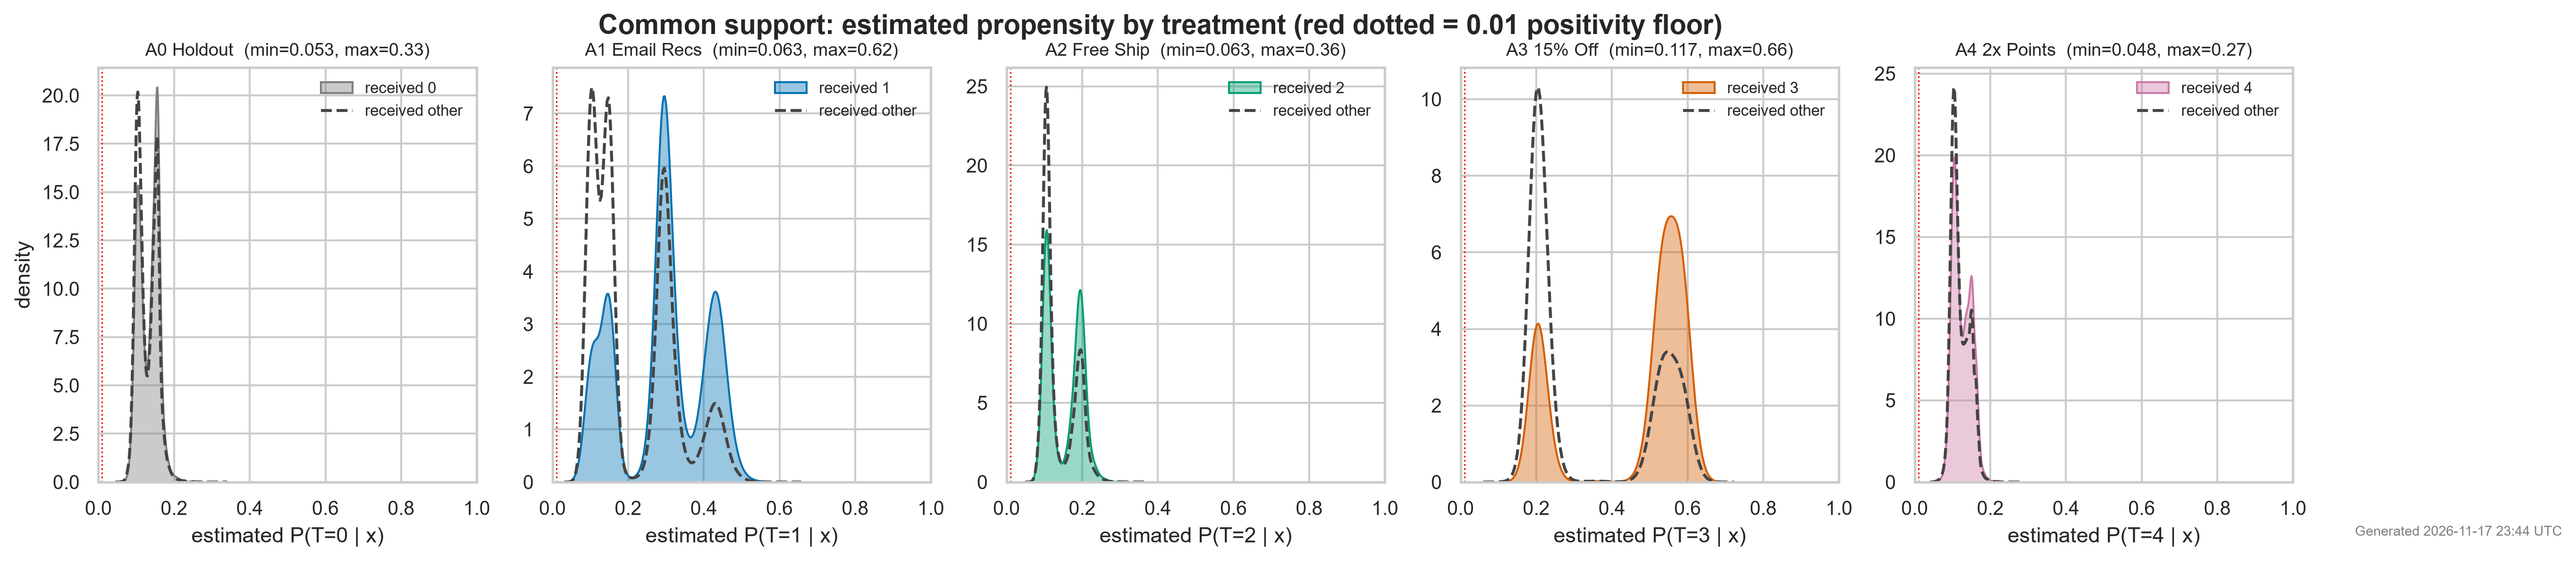 Common support: estimated propensity by treatment (red dotted = 0.01 positivity floor)
A0 Holdout  (min=0.053, max=0.33)
received 0
received other
20.0
17.5
15.0
12.5
10.0
7.5
5.0
2.5
0.0
density
0.0 0.2 0.4 0.6 0.8 1.0
estimated P(T=0 | x)
A1 Email Recs  (min=0.063, max=0.62)
received 1
received other
7
6
5
4
3
2
1
0
0.0 0.2 0.4 0.6 0.8 1.0
estimated P(T=1 | x)
A2 Free Ship  (min=0.063, max=0.36)
received 2
received other
25
20
15
10
5
0
0.0 0.2 0.4 0.6 0.8 1.0
estimated P(T=2 | x)
A3 15% Off  (min=0.117, max=0.66)
received 3
received other
10
8
6
4
2
0
0.0 0.2 0.4 0.6 0.8 1.0
estimated P(T=3 | x)
A4 2x Points  (min=0.048, max=0.27)
received 4
received other
25
20
15
10
5
0
0.0 0.2 0.4 0.6 0.8 1.0
estimated P(T=4 | x)
Generated 2026-11-17 23:44 UTC